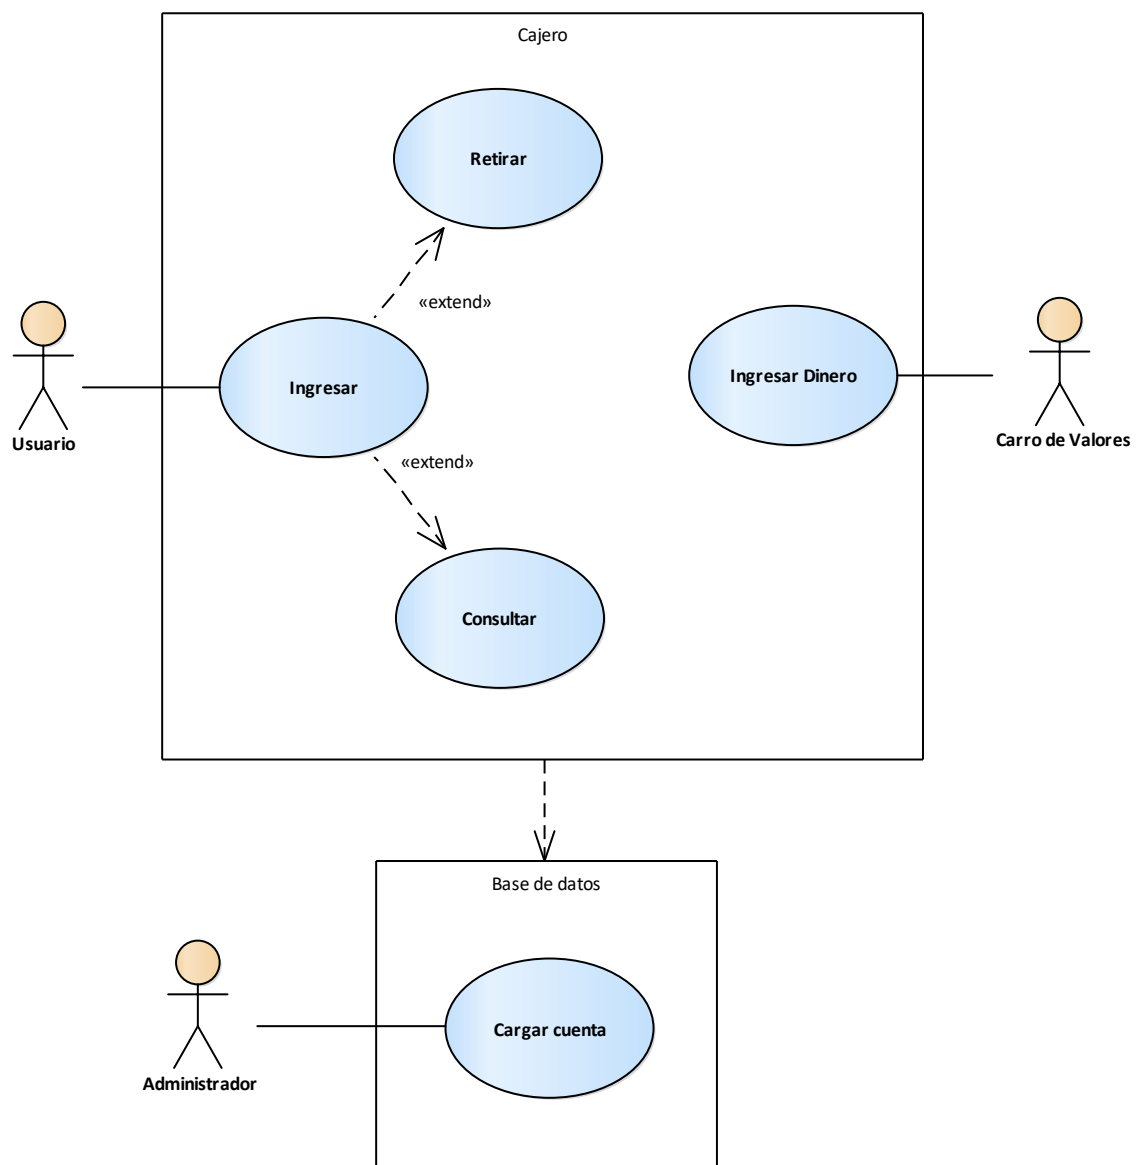 Cajero
Retirar
«extend»
Usuario
Ingresar
Ingresar Dinero
Carro de Valores
«extend»
Consultar
Base de datos
Cargar cuenta
Administrador